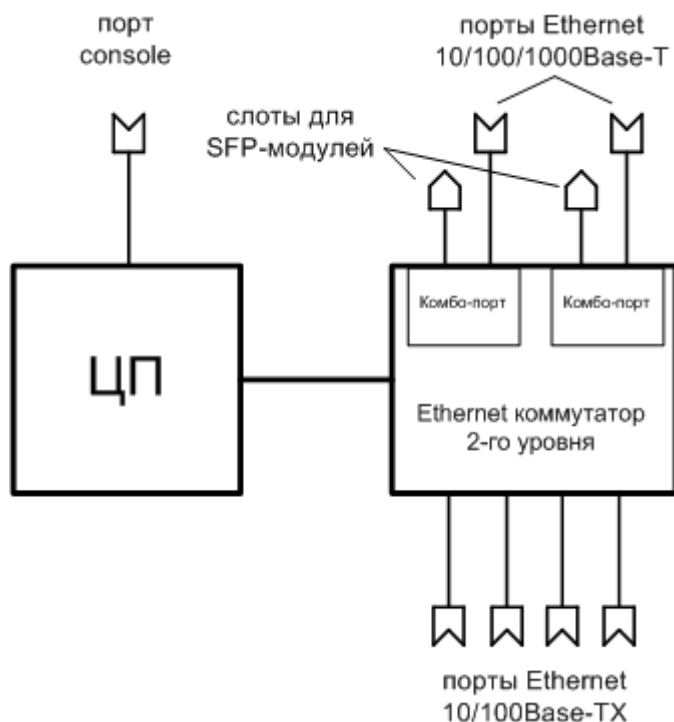 порт
console
порты Ethernet
10/100/1000Base-T
слоты для
SFP-модулей
Комбо-порт
Комбо-порт
ЦП
Ethernet коммутатор
2-го уровня
порты Ethernet
10/100Base-TX